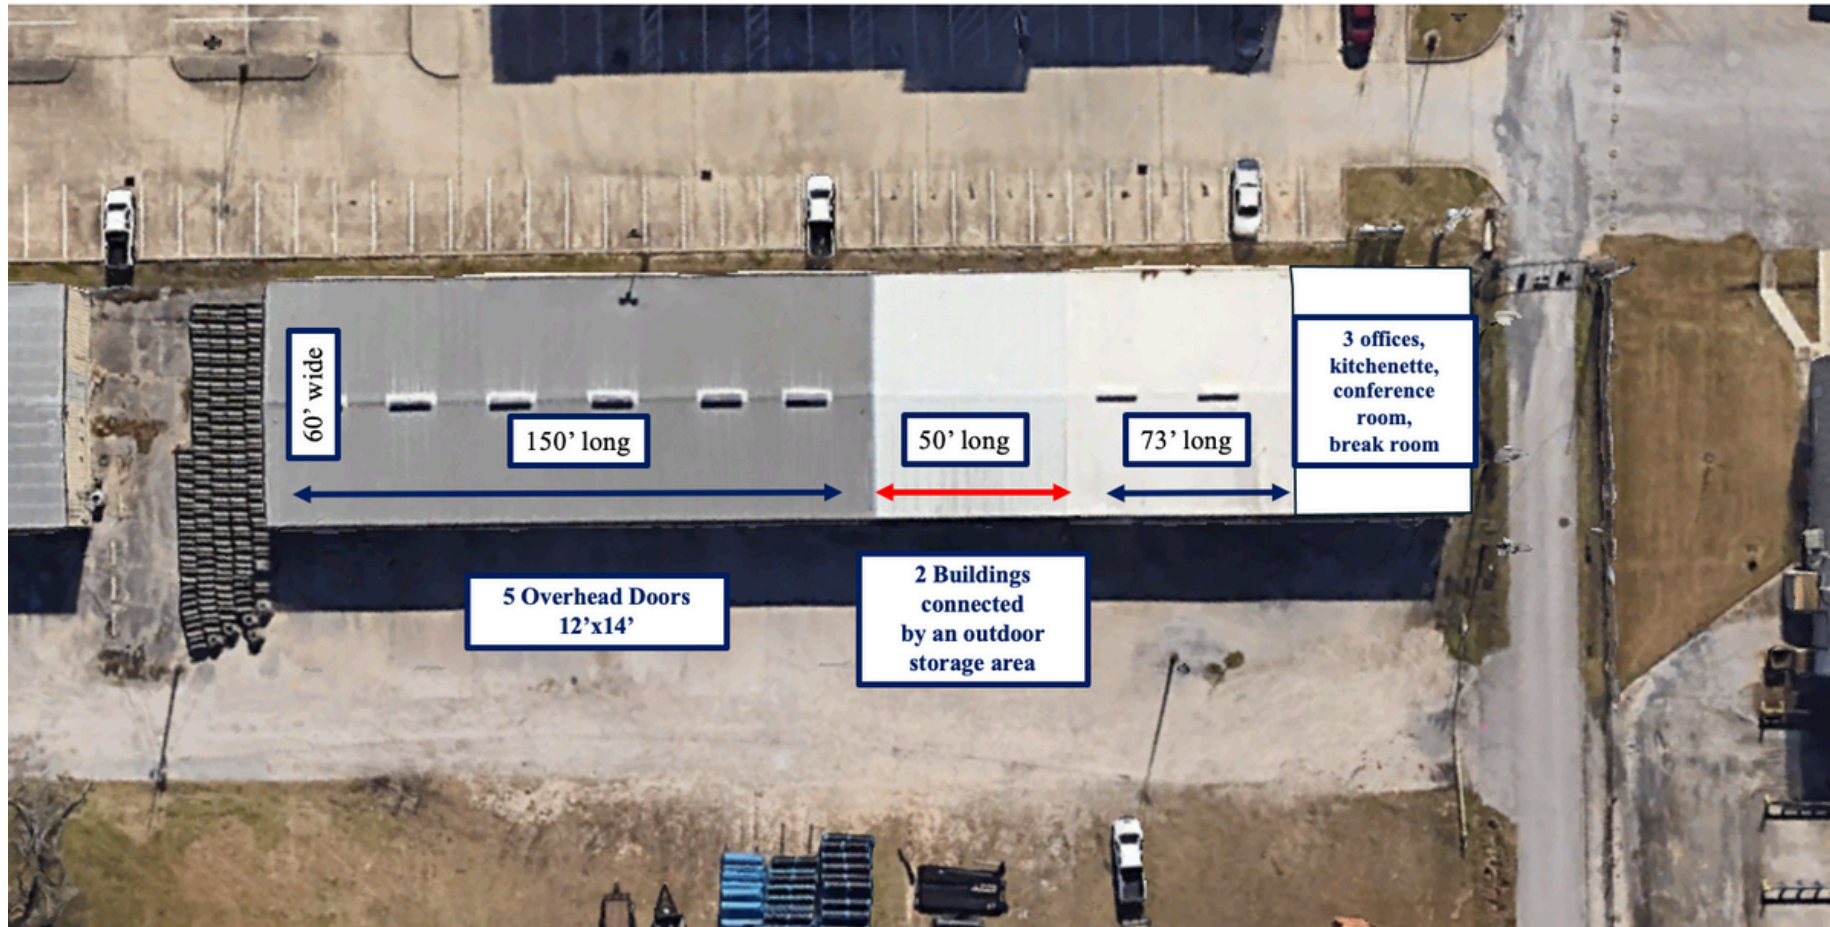 60’ wide
150’ long
50’ long
73’ long
3 offices,
kitchenette,
conference
room,
break room
5 Overhead Doors
12’x14’
2 Buildings
connected
by an outdoor
storage area